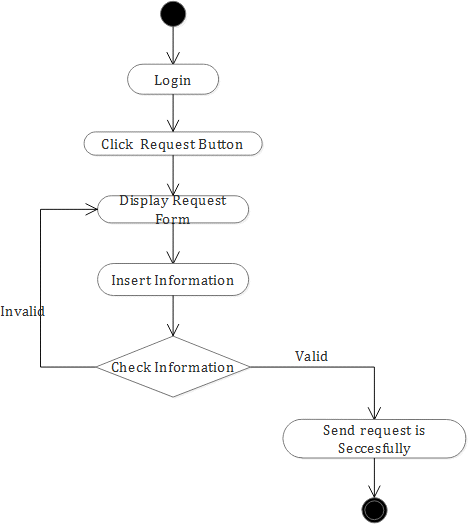 Login
Click Request Button
Display Request
Form
Insert Information
Invalid
Check Information
Valid
Send request is
Seccesfully